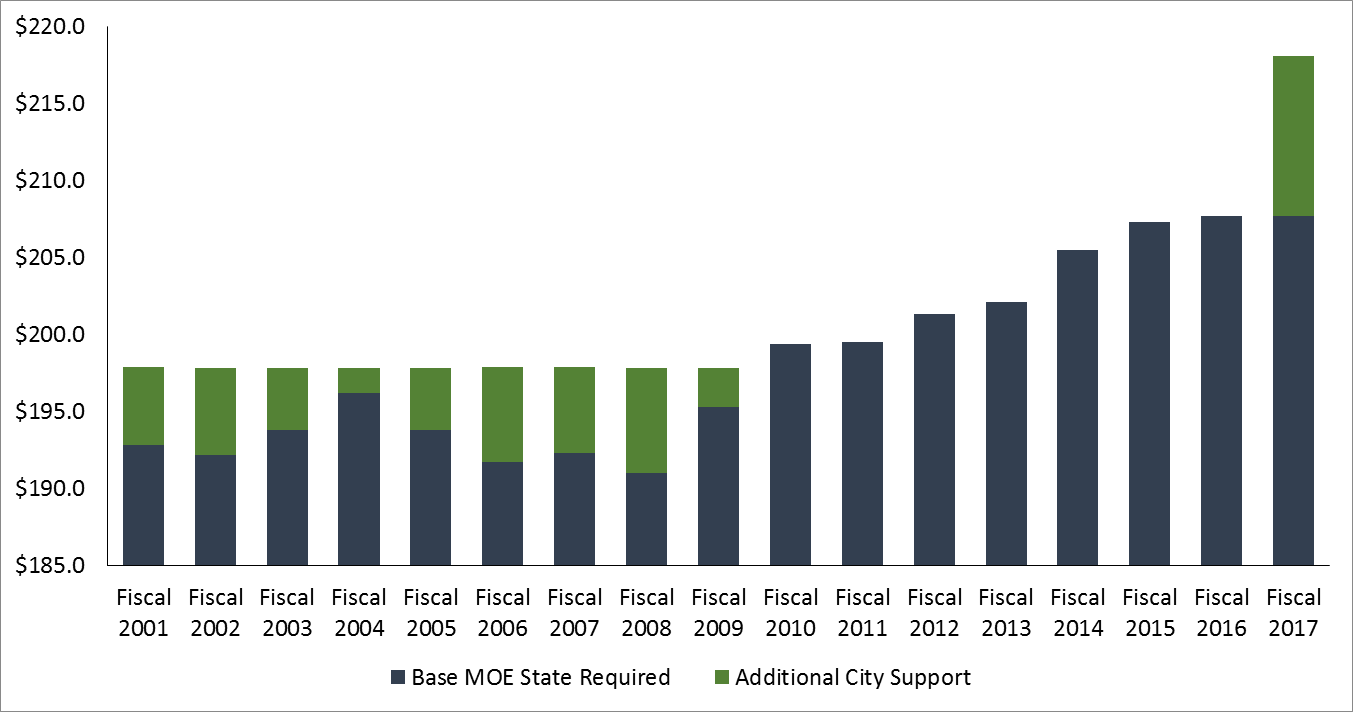 $220.0
$215.0
$210.0
$205.0
$200.0
$195.0
$190.0
$185.0
Fiscal 2001
Fiscal 2002
Fiscal 2003
Fiscal 2004
Fiscal 2005
Fiscal 2006
Fiscal 2007
Fiscal 2008
Fiscal 2009
Fiscal 2010
Fiscal 2011
Fiscal 2012
Fiscal 2013
Fiscal 2014
Fiscal 2015
Fiscal 2016
Fiscal 2017
Base MOE State Required
Additional City Support